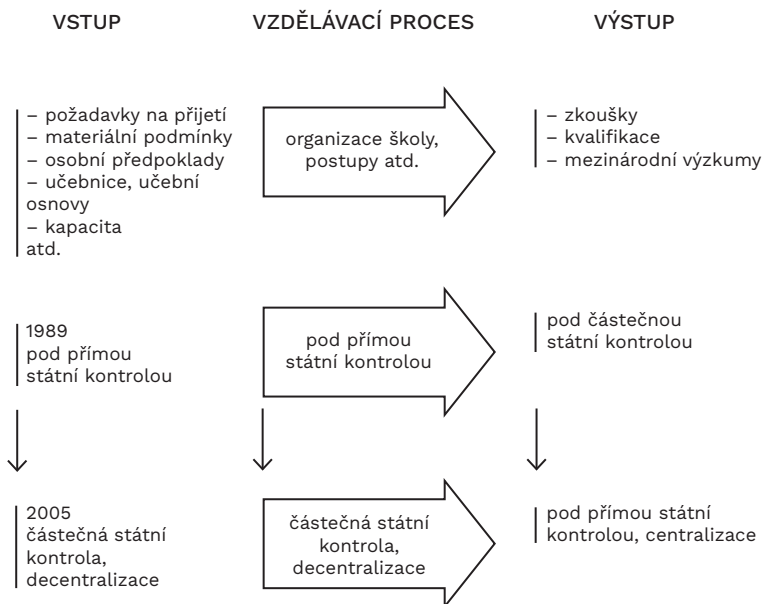 VSTUP
VZDĚLÁVACÍ PROCES
VÝSTUP
– požadavky na přijetí
– materiální podmínky
– osobní předpoklady
– učebnice, učební
osnovy
– kapacita
atd.
organizace školy,
postupy atd.
– zkoušky
– kvalifikace
– mezinárodní výzkumy
1989
pod přímou
státní kontrolou
pod přímou
státní kontrolou
pod částečnou
státní kontrolou
2005
částečná státní
kontrola,
decentralizace
částečná státní
kontrola,
decentralizace
pod přímou státní
kontrolou, centralizace